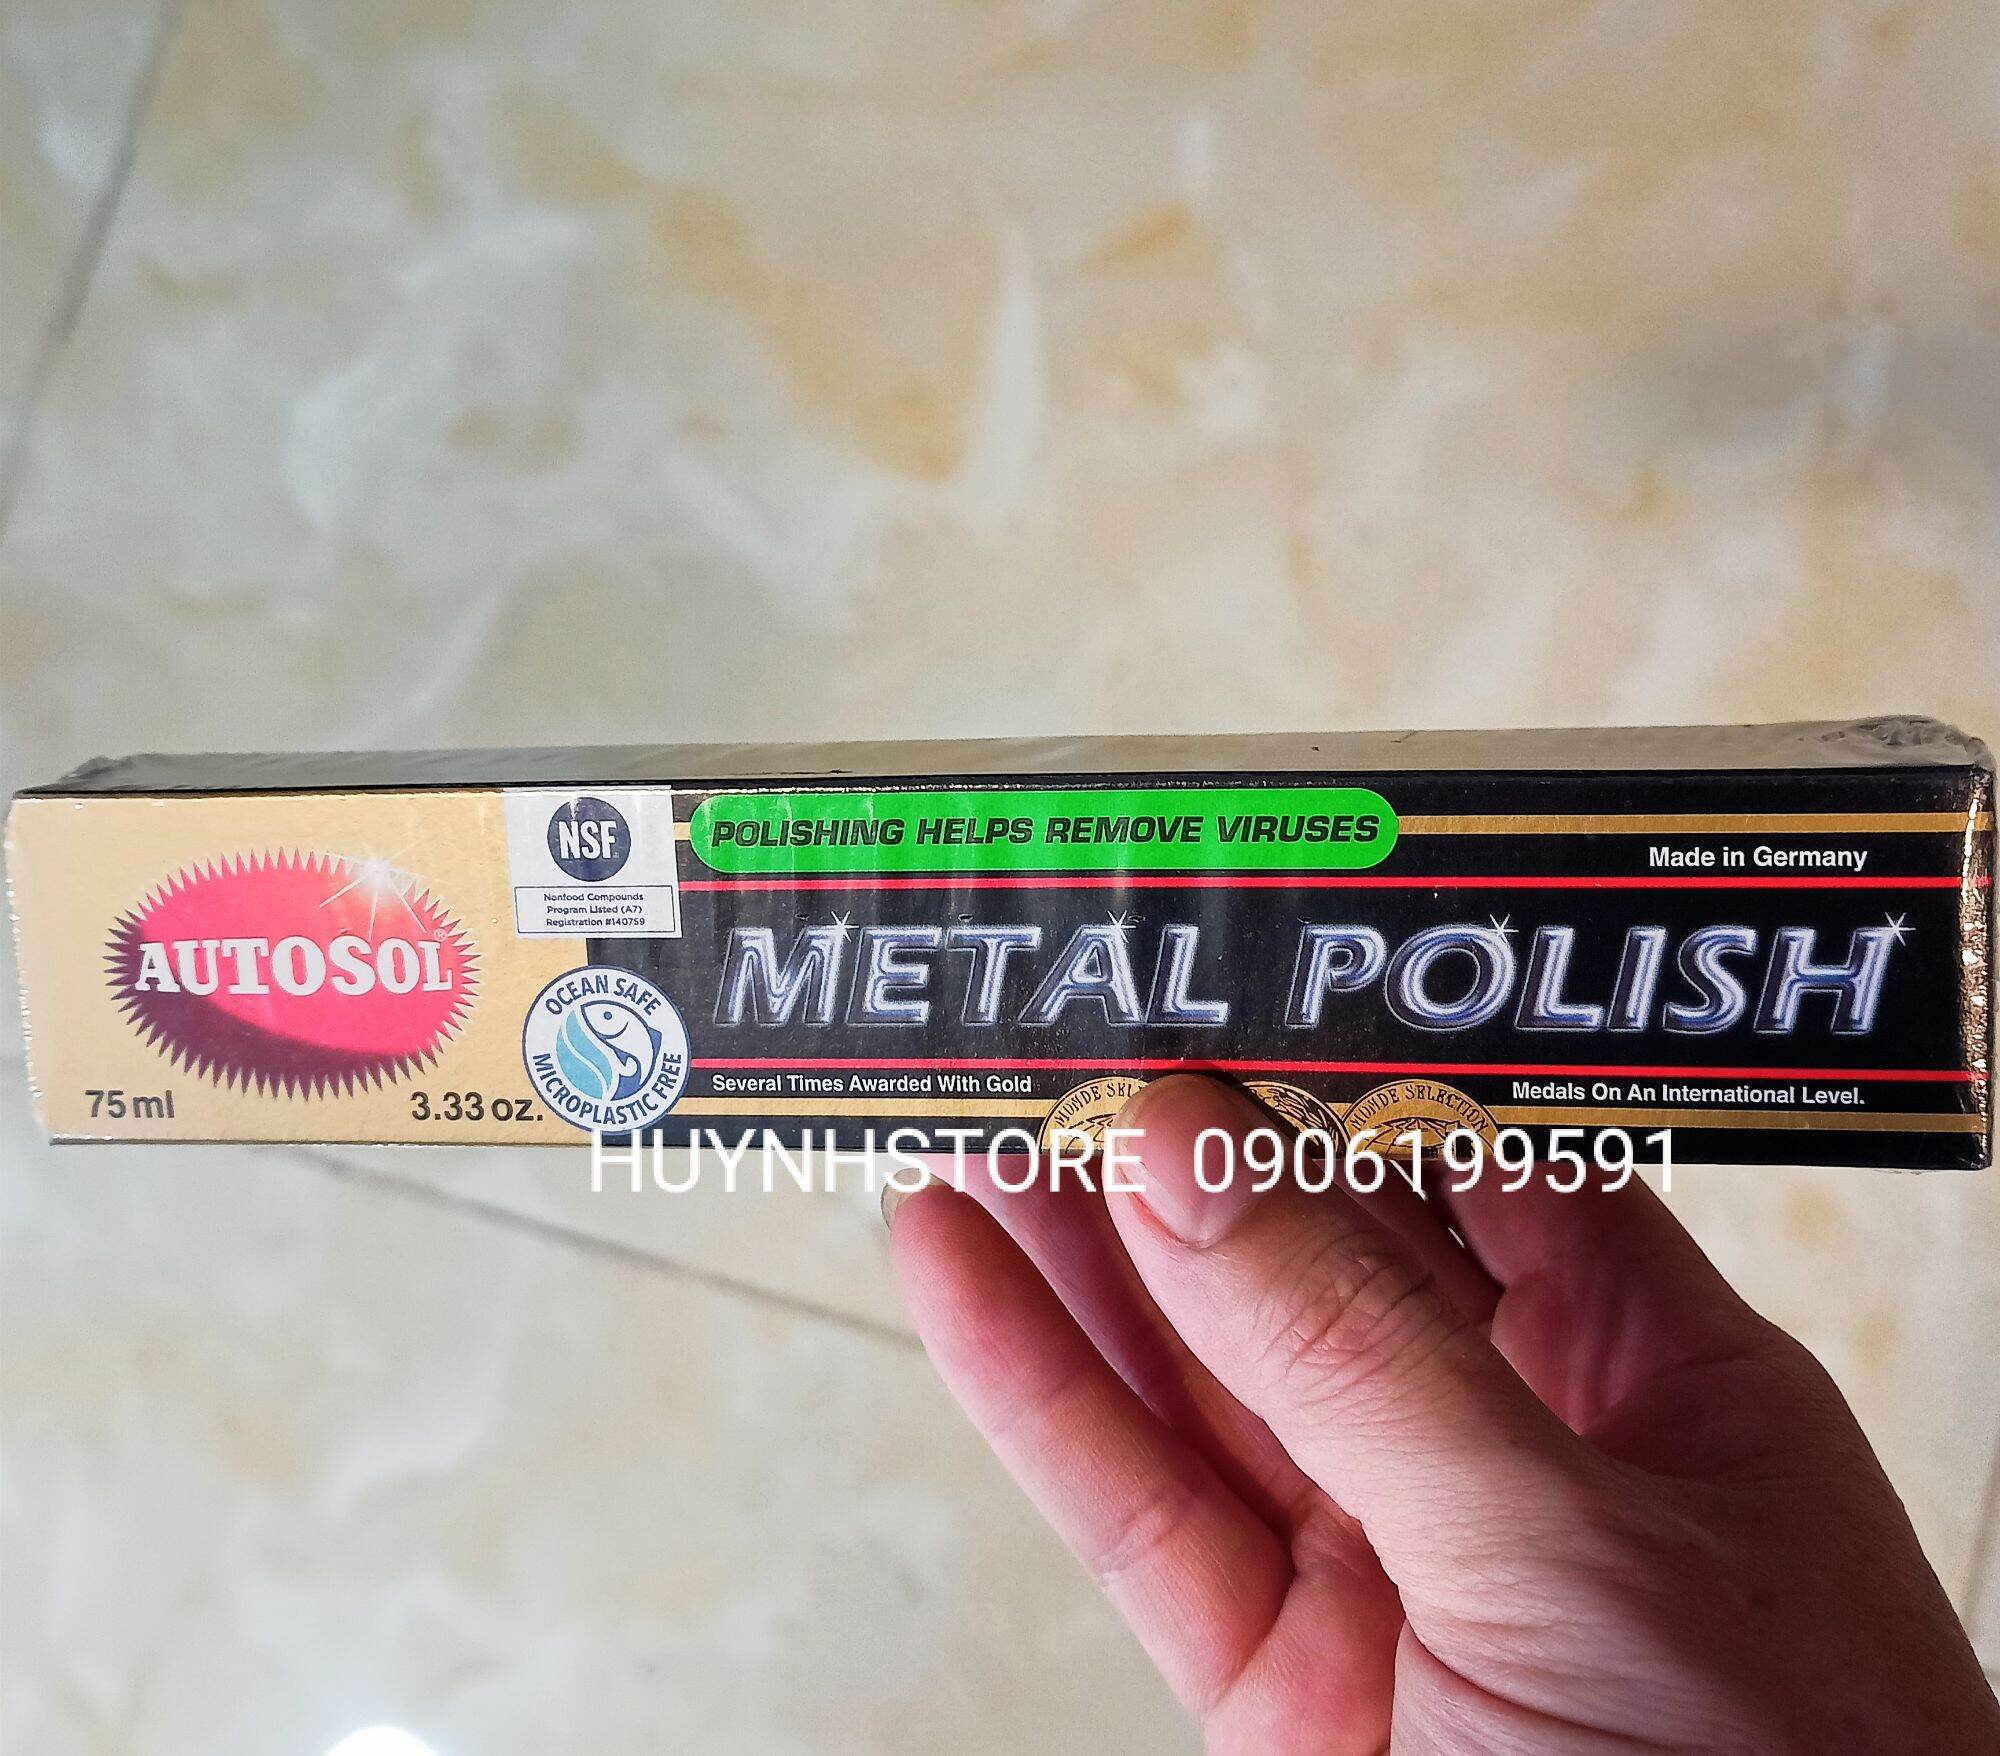 NSF
Nonfood Compounds
Program Listed (A7)
Registration #140759
POLISHING HELPS REMOVE VIRUSES
Made in Germany
AUTOSOL®
METAL POLISH
OCEAN SAFE
MICROPLASTIC FREE
75 ml
3.33 oz.
Several Times Awarded With Gold
Medals On An International Level.
SELECTION
HUYNHSTORE 0906199591